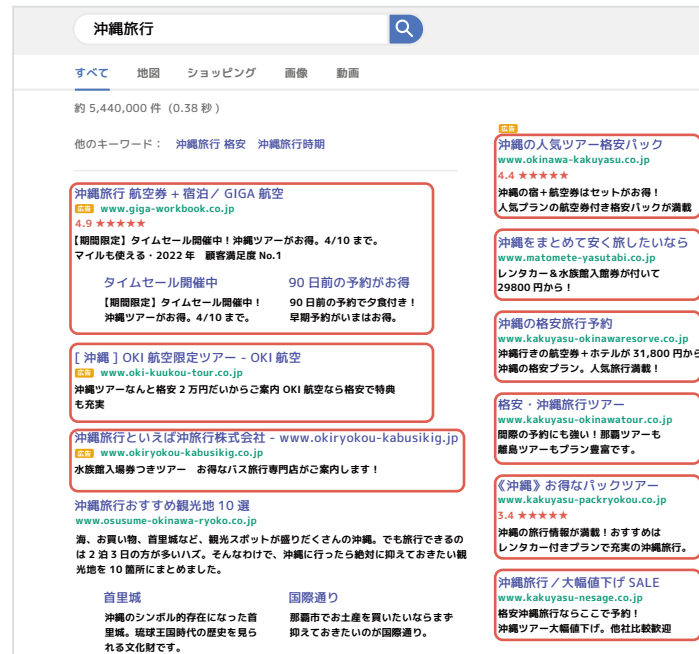 沖縄旅行
すべて 地図 ショッピング 画像 動画
約 5,440,000 件 (0.38 秒 )
他のキーワード： 沖縄旅行 格安 沖縄旅行時期
沖縄旅行 航空券 + 宿泊／ GIGA 航空
広告 www.giga-workbook.co.jp
4.9 ★★★★★
【期間限定】タイムセール開催中！沖縄ツアーがお得。4/10 まで。
マイルも使える・2022 年 顧客満足度 No.1
タイムセール開催中
【期間限定】タイムセール開催中！
沖縄ツアーがお得。4/10 まで。
90 日前の予約がお得
90 日前の予約で夕食付き！
早期予約がいまはお得。
[ 沖縄 ] OKI 航空限定ツアー - OKI 航空
広告 www.oki-kuukou-tour.co.jp
沖縄ツアーなんと格安 2 万円だいからご案内 OKI 航空なら格安で特典
も充実
沖縄旅行といえば沖旅行株式会社 - www.okiryokou-kabusikig.jp
広告 www.okiryokou-kabusikig.co.jp
水族館入場券つきツアー お得なバス旅行専門店がご案内します！
沖縄旅行おすすめ観光地 10 選
www.osusume-okinawa-ryoko.co.jp
海、お買い物、首里城など、観光スポットが盛りだくさんの沖縄。でも旅行できるの
は 2 泊 3 日の方が多いハズ。そんなわけで、沖縄に行ったら絶対に抑えておきたい観
光地を 10 箇所にまとめました。
首里城
沖縄のシンボル的存在になった首
里城。琉球王国時代の歴史を見ら
れる文化財です。
国際通り
那覇市でお土産を買いたいならまず
抑えておきたいのが国際通り。
広告
沖縄の人気ツアー格安パック
www.okinawa-kakuyasu.co.jp
4.4 ★★★★★
沖縄の宿+航空券はセットがお得！
人気プランの航空券付き格安パックが満載
沖縄をまとめて安く旅したいなら
www.matomete-yasutabi.co.jp
レンタカー＆水族館入館券が付いて
29800 円から！
沖縄の格安旅行予約
www.kakuyasu-okinawaresorve.co.jp
沖縄行きの航空券+ホテルが 31,800 円から
沖縄の格安プラン。人気旅行満載！
格安・沖縄旅行ツアー
www.kakuyasu-okinawatour.co.jp
間際の予約にも強い！那覇ツアーも
離島ツアーもプラン豊富です。
《沖縄》お得なパックツアー
www.kakuyasu-packryokou.co.jp
3.4 ★★★★★
沖縄の旅行情報が満載！おすすめは
レンタカー付きプランで充実の沖縄旅行。
沖縄旅行／大幅値下げ SALE
www.kakuyasu-nesage.co.jp
格安沖縄旅行ならここで予約！
沖縄ツアー大幅値下げ。他社比較歓迎